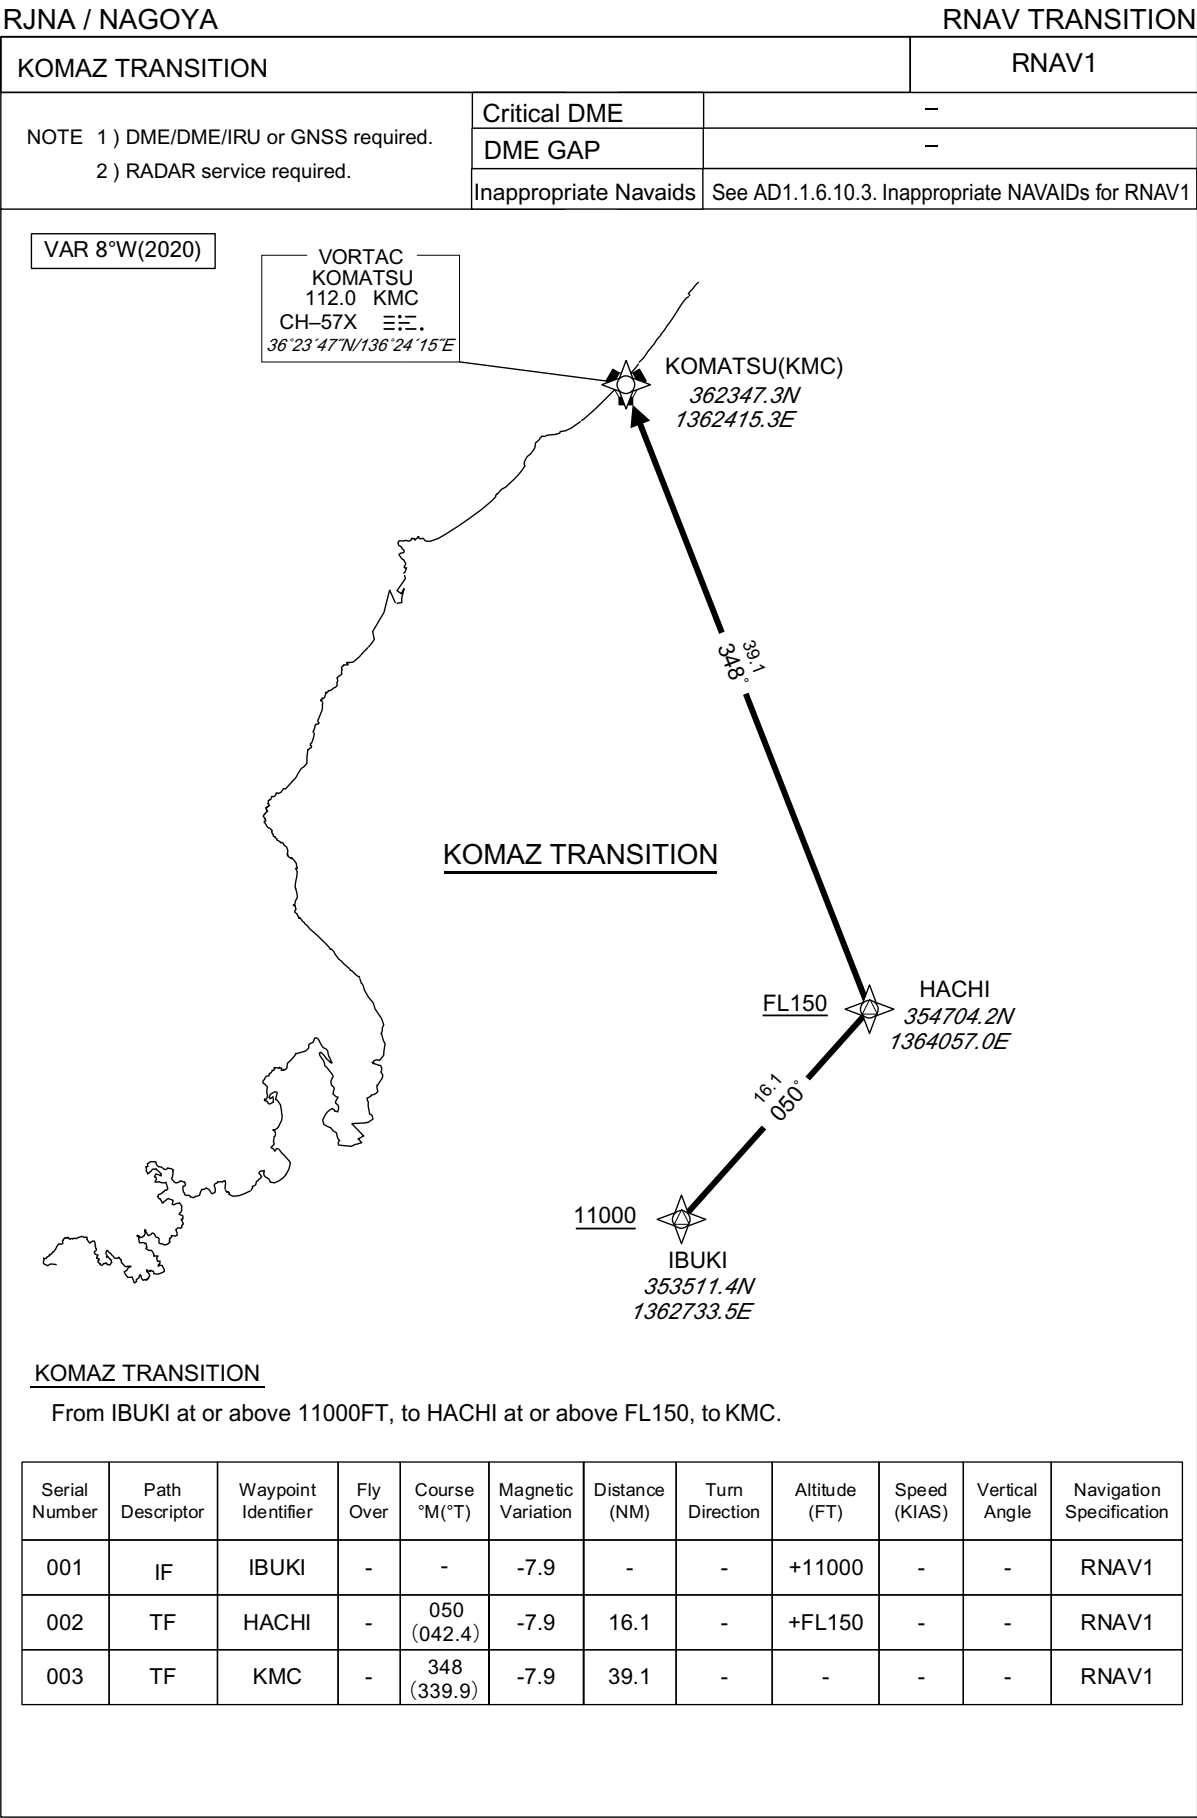 RJNA / NAGOYA
RNAV TRANSITION
KOMAZ TRANSITION
RNAV1
NOTE 1 ) DME/DME/IRU or GNSS required.
2 ) RADAR service required.
Critical DME –
DME GAP –
Inappropriate Navaids See AD1.1.6.10.3. Inappropriate NAVAIDs for RNAV1
VAR 8°W(2020)
VORTAC
KOMATSU
112.0 KMC
CH–57X
36°23´47˝N/136°24´15˝E
KOMATSU(KMC)
362347.3N
1362415.3E
39.1
348°
KOMAZ TRANSITION
FL150
HACHI
354704.2N
1364057.0E
16.1
050°
11000
IBUKI
353511.4N
1362733.5E
KOMAZ TRANSITION
From IBUKI at or above 11000FT, to HACHI at or above FL150, to KMC.
Serial Number Path Descriptor Waypoint Identifier Fly Over Course °M(°T) Magnetic Variation Distance (NM) Turn Direction Altitude (FT) Speed (KIAS) Vertical Angle Navigation Specification
001 IF IBUKI - - -7.9 - - +11000 - - RNAV1
002 TF HACHI - 050 (042.4) -7.9 16.1 - +FL150 - - RNAV1
003 TF KMC - 348 (339.9) -7.9 39.1 - - - - RNAV1